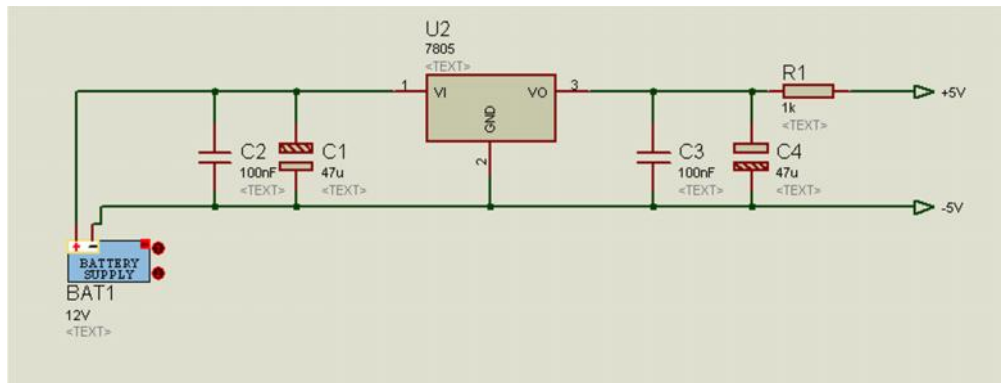 U2
7805
<TEXT>
1
VI
VO
3
GND
2
R1
1k
<TEXT>
+5V
C2
100nF
<TEXT>
C1
47u
<TEXT>
C3
100nF
<TEXT>
C4
47u
<TEXT>
-5V
+ -
BATTERY
SUPPLY
BAT1
12V
<TEXT>